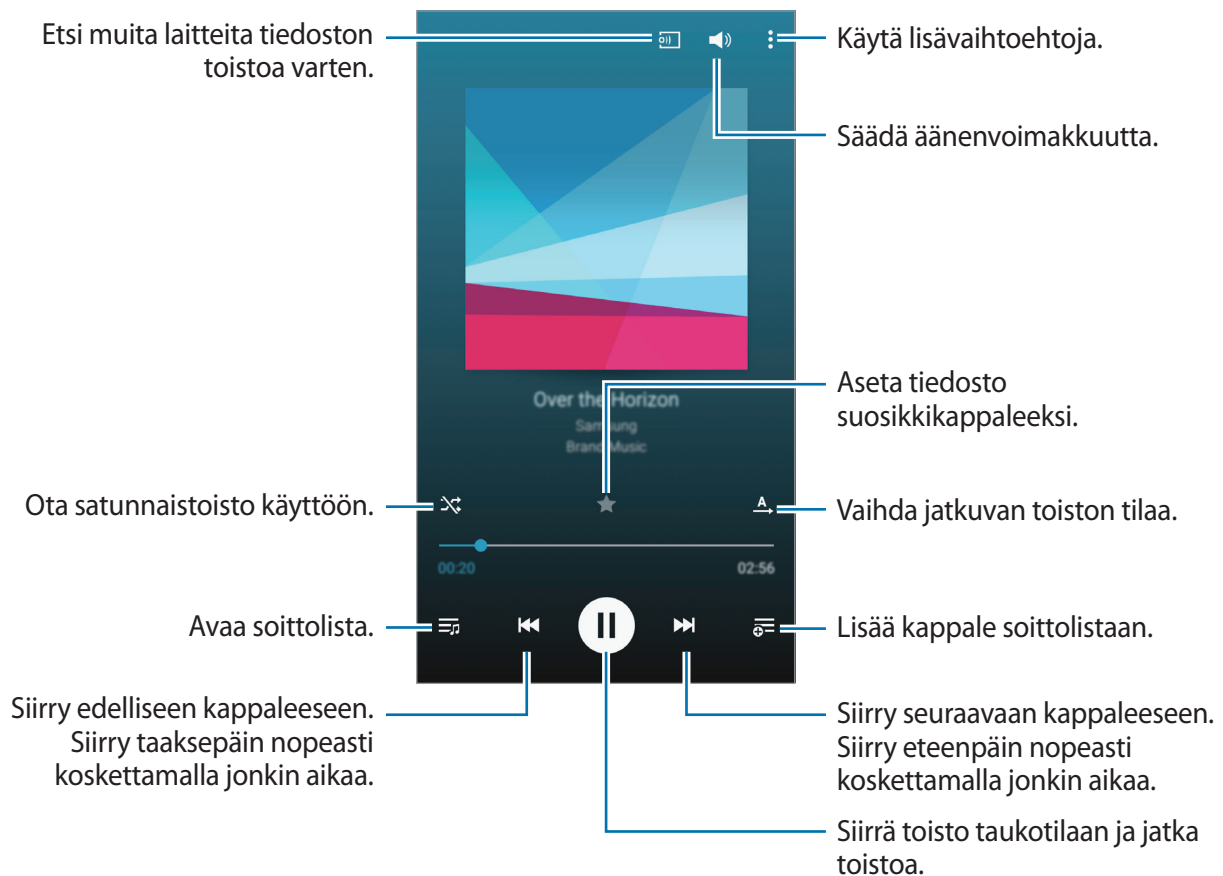 Etsi muita laitteita tiedoston
toistoa varten.
Käytä lisävaihtoehtoja.
Säädä äänenvoimakkuutta.
Over the Horizon
Samsung
Brand Music
Aseta tiedosto
suosikkikappaleeksi.
Ota satunnaistoisto käyttöön.
A
Vaihda jatkuvan toiston tilaa.
00:20
02:56
Avaa soittolista.
Lisää kappale soittolistaan.
Siirry edelliseen kappaleeseen.
Siirry taaksepäin nopeasti
koskettamalla jonkin aikaa.
Siirry seuraavaan kappaleeseen.
Siirry eteenpäin nopeasti
koskettamalla jonkin aikaa.
Siirrä toisto taukotilaan ja jatka
toistoa.